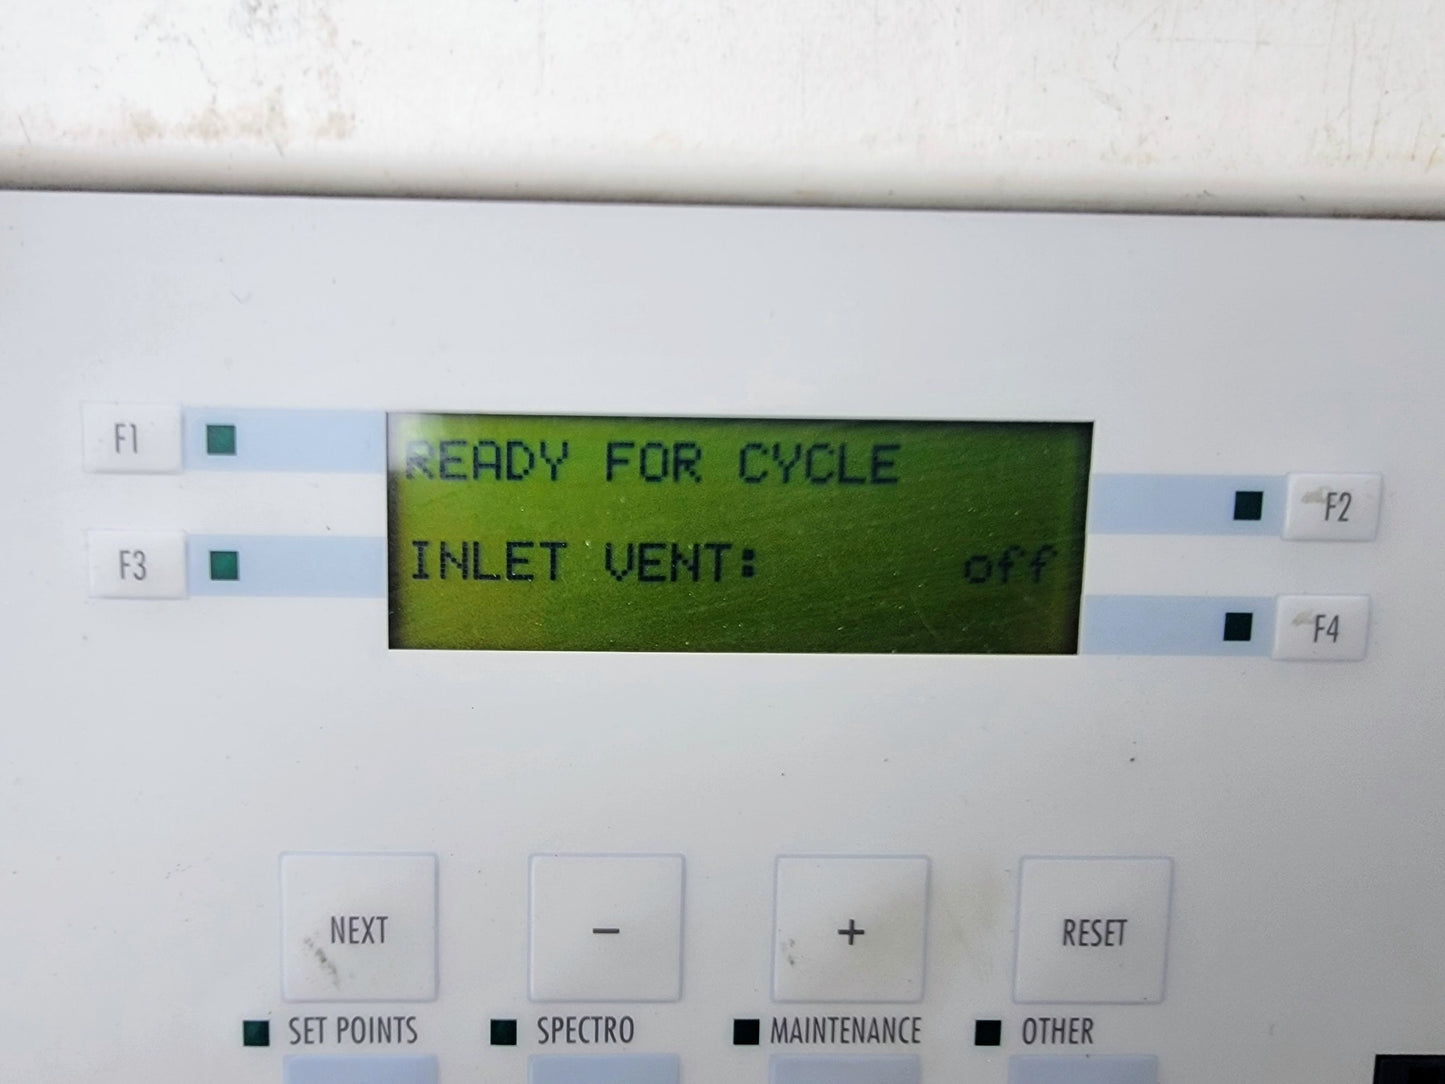 F1
READY FOR CYCLE
F2
F3
INLET VENT: off
F4
NEXT
−
+
RESET
SET POINTS
SPECTRO
MAINTENANCE
OTHER